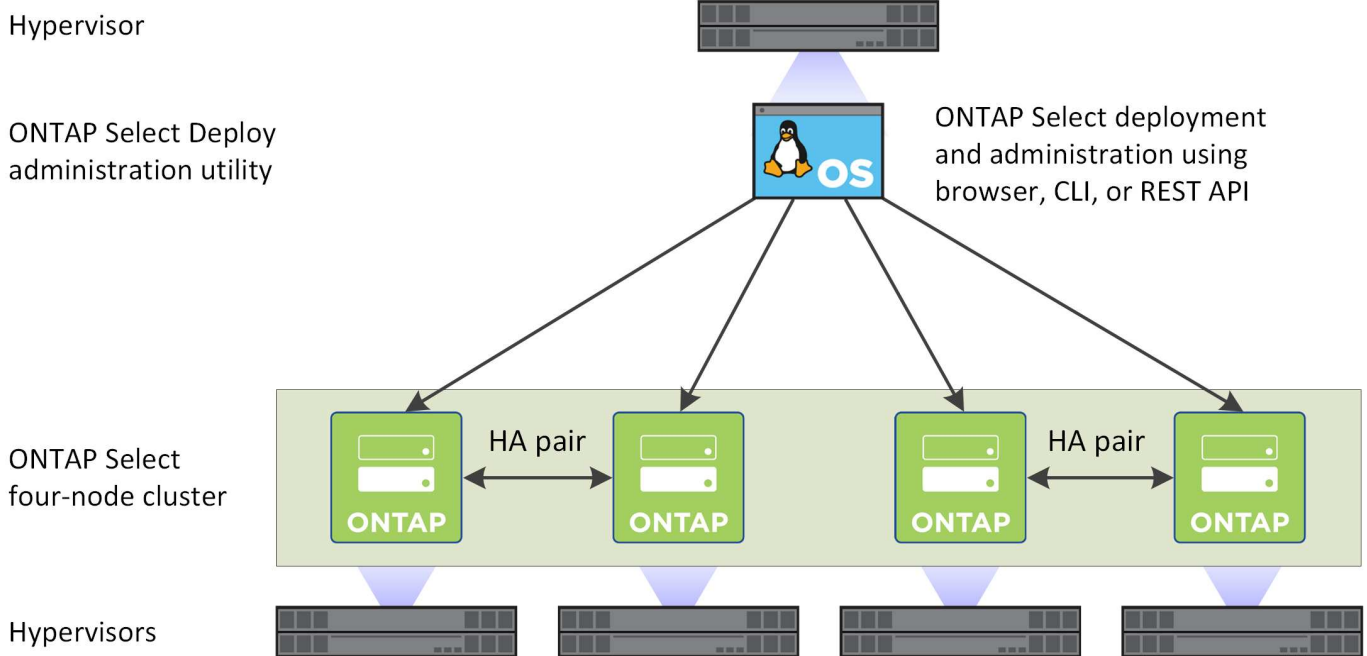 Hypervisor
ONTAP Select Deploy
administration utility
OS
ONTAP Select deployment
and administration using
browser, CLI, or REST API
ONTAP Select
four-node cluster
HA pair
HA pair
ONTAP
ONTAP
ONTAP
ONTAP
Hypervisors